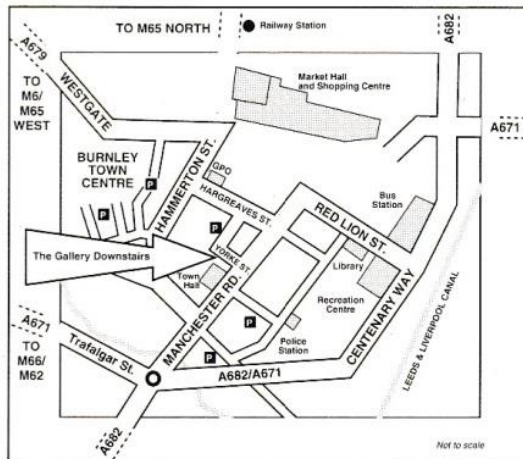 TO M65 NORTH
Railway Station
A682
A679
TO
M6/
M65
WEST
WESTGATE
Market Hall
and Shopping Centre
A671
BURNLEY
TOWN
CENTRE
P
HAMMERTON ST.
GPO
HARGREAVES ST.
RED LION ST.
Bus
Station
P
P
The Gallery Downstairs
YORKE ST.
Town
Hall
MANCHESTER RD.
Library
Recreation
Centre
CENTENARY WAY
LEEDS & LIVERPOOL CANAL
A671
TO
M66/
M62
Trafalgar St.
P
P
Police
Station
A682/A671
A682
Not to scale